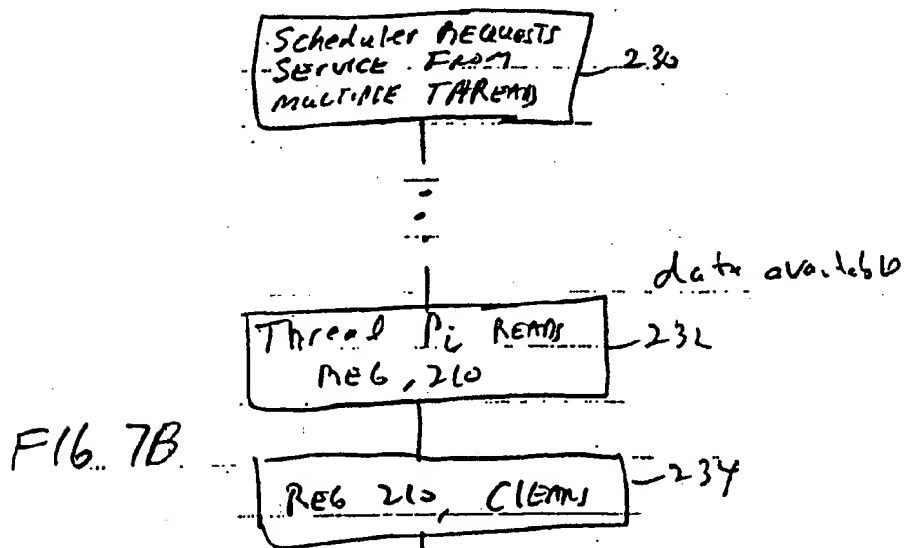 Scheduler REQUESTS
SERVICE FROM
MULTIPLE THREADS
230
data available
Thread Pi READS
REG, 210
232
FIG. 7B
REG 210, CLEARS
234